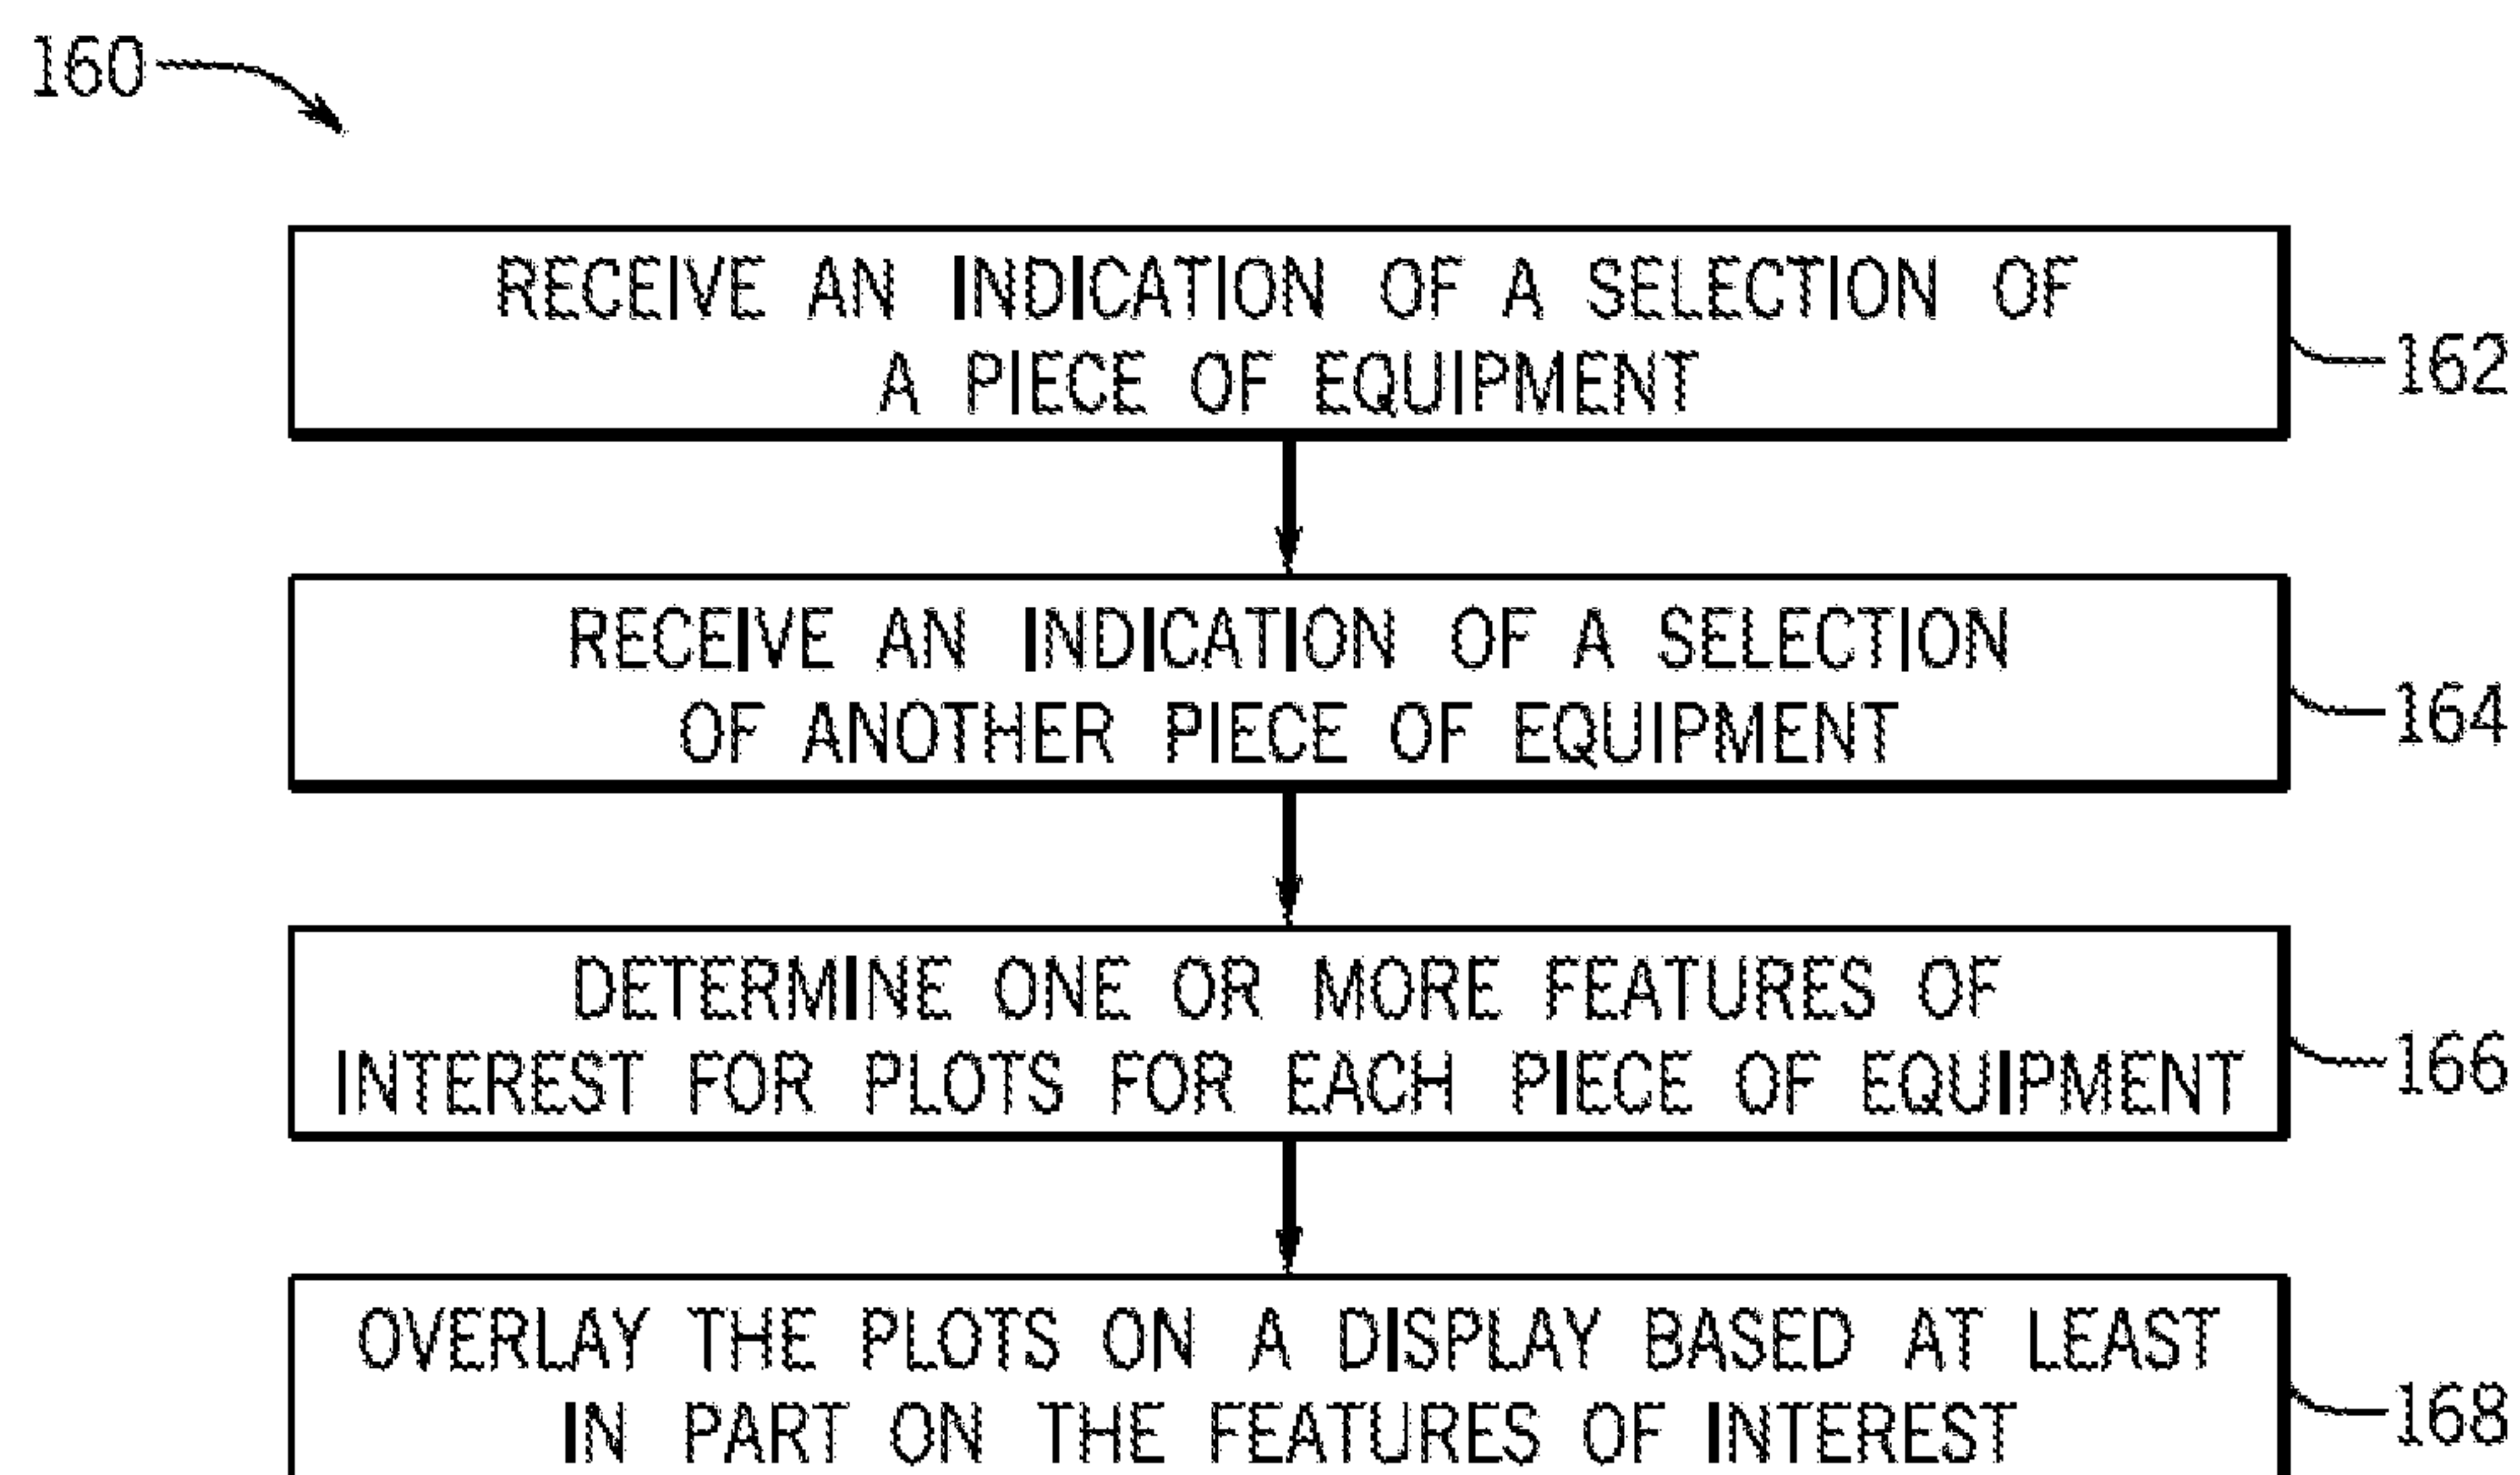 160
RECEIVE AN INDICATION OF A SELECTION OF
A PIECE OF EQUIPMENT
162
RECEIVE AN INDICATION OF A SELECTION
OF ANOTHER PIECE OF EQUIPMENT
164
DETERMINE ONE OR MORE FEATURES OF
INTEREST FOR PLOTS FOR EACH PIECE OF EQUIPMENT
166
OVERLAY THE PLOTS ON A DISPLAY BASED AT LEAST
IN PART ON THE FEATURES OF INTEREST
168